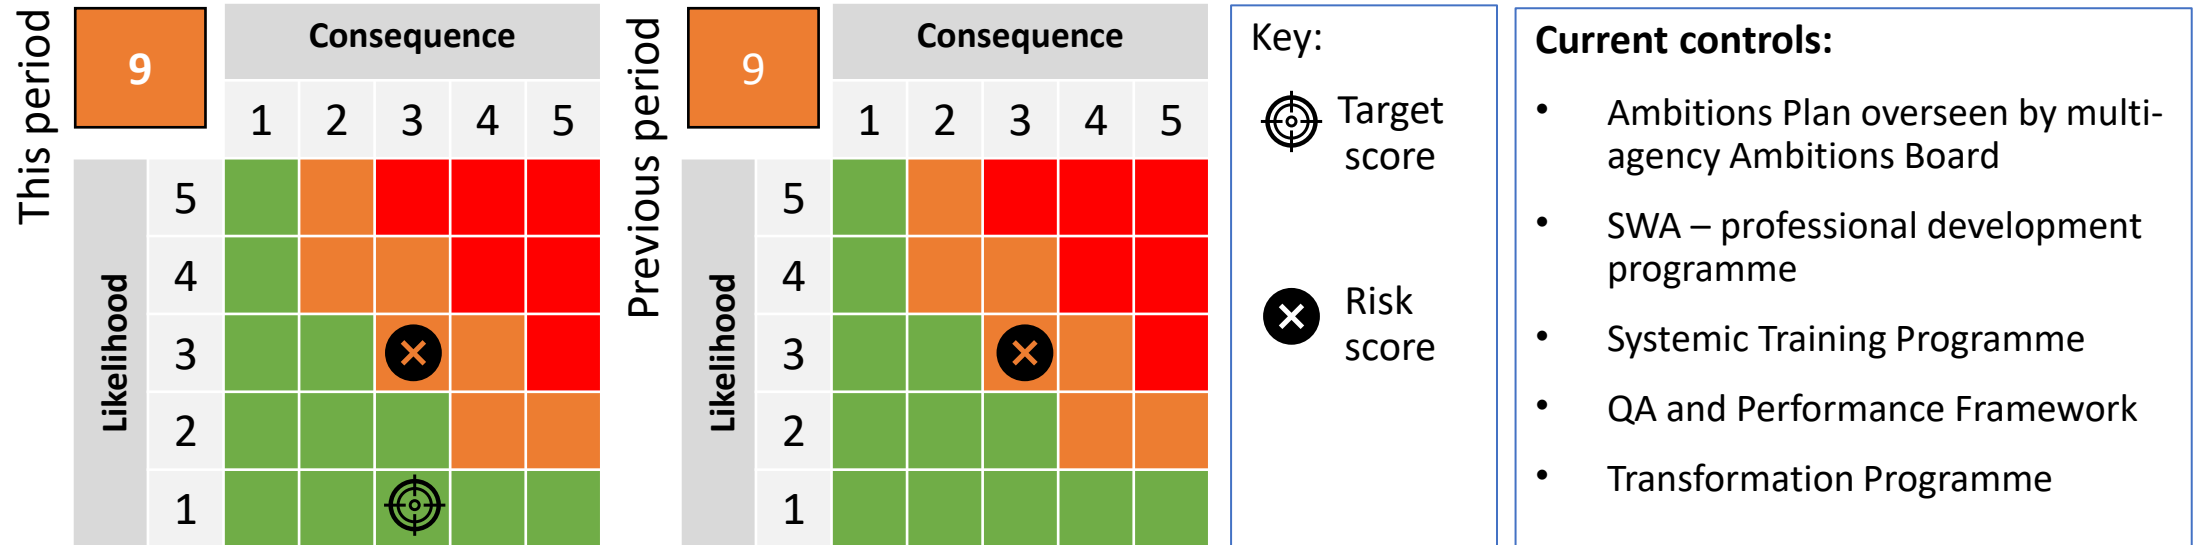 This period
9
Consequence
1 2 3 4 5
Likelihood
5
4
3
2
1
Previous period
9
Consequence
1 2 3 4 5
Likelihood
5
4
3
2
1
Key:
Target
score
Risk
score
Current controls:
• Ambitions Plan overseen by multi-
agency Ambitions Board
• SWA – professional development
programme
• Systemic Training Programme
• QA and Performance Framework
• Transformation Programme